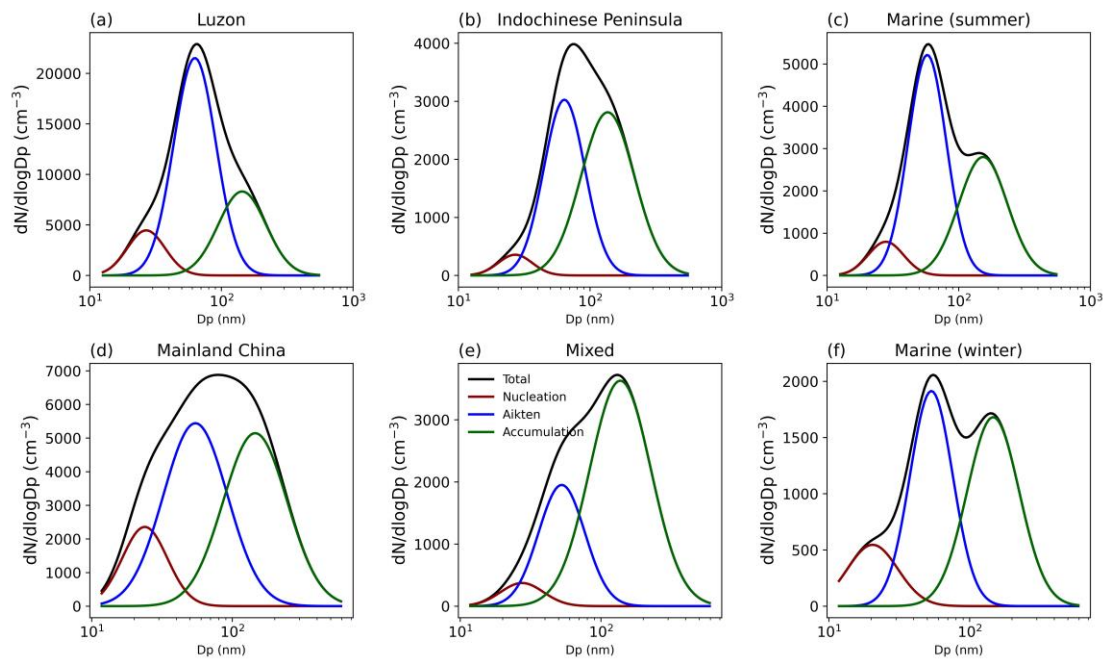 (a) Luzon
dN/dlogDp (cm⁻³)
20000
15000
10000
5000
0
10¹ 10² 10³
Dp (nm)
(b) Indochinese Peninsula
dN/dlogDp (cm⁻³)
4000
3000
2000
1000
0
10¹ 10² 10³
Dp (nm)
(c) Marine (summer)
dN/dlogDp (cm⁻³)
5000
4000
3000
2000
1000
0
10¹ 10² 10³
Dp (nm)
(d) Mainland China
dN/dlogDp (cm⁻³)
7000
6000
5000
4000
3000
2000
1000
0
10¹ 10²
Dp (nm)
(e) Mixed
Total
Nucleation
Aikten
Accumulation
dN/dlogDp (cm⁻³)
3000
2000
1000
0
10¹ 10²
Dp (nm)
(f) Marine (winter)
dN/dlogDp (cm⁻³)
2000
1500
1000
500
0
10¹ 10²
Dp (nm)